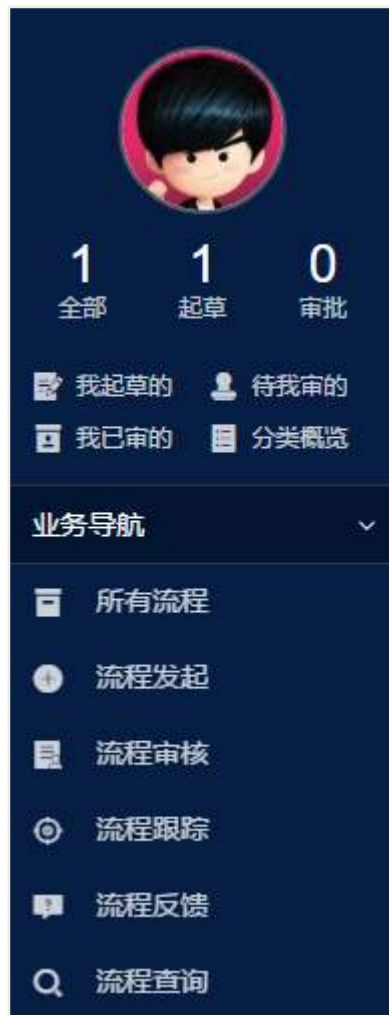 1 1 0
全部 起草 审批
我起草的 待我审的
我已审的 分类概览
业务导航
所有流程
流程发起
流程审核
流程跟踪
流程反馈
流程查询